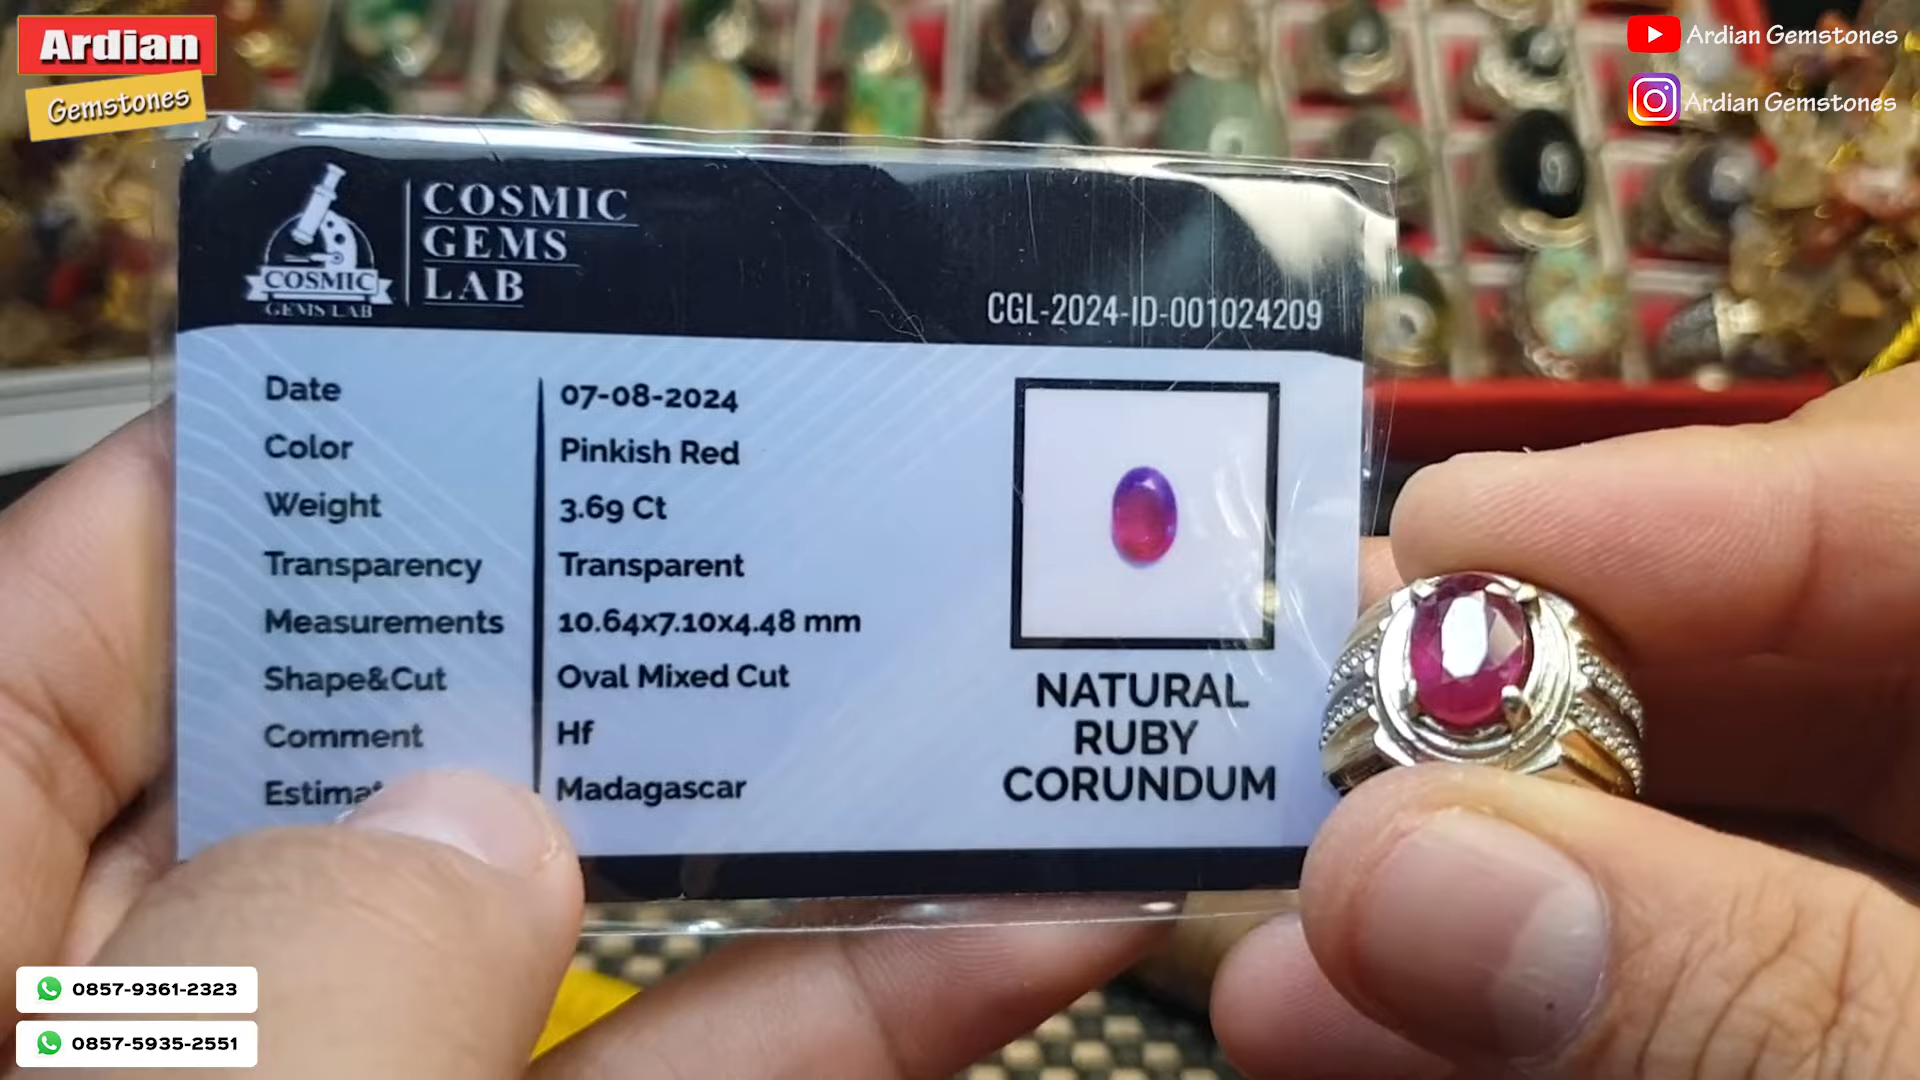 Ardian
Gemstones
Ardian Gemstones
Ardian Gemstones
COSMIC
GEMS LAB
COSMIC
GEMS
LAB
CGL-2024-ID-001024209
Date 07-08-2024
Color Pinkish Red
Weight 3.69 Ct
Transparency Transparent
Measurements 10.64x7.10x4.48 mm
Shape&Cut Oval Mixed Cut
Comment Hf
Madagascar
NATURAL
RUBY
CORUNDUM
0857-9361-2323
0857-5935-2551